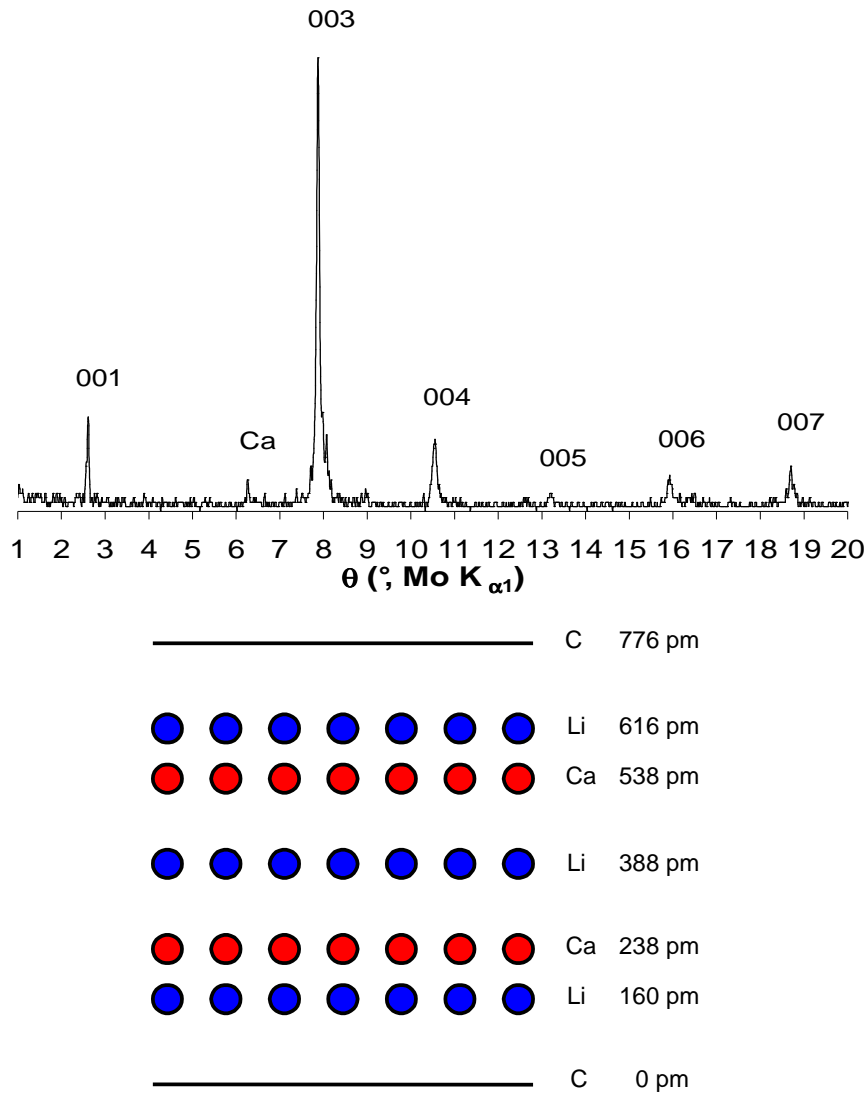 003
001
Ca
004
005
006
007
1 2 3 4 5 6 7 8 9 10 11 12 13 14 15 16 17 18 19 20
θ (°, Mo K α1)
C 776 pm
Li 616 pm
Ca 538 pm
Li 388 pm
Ca 238 pm
Li 160 pm
C 0 pm